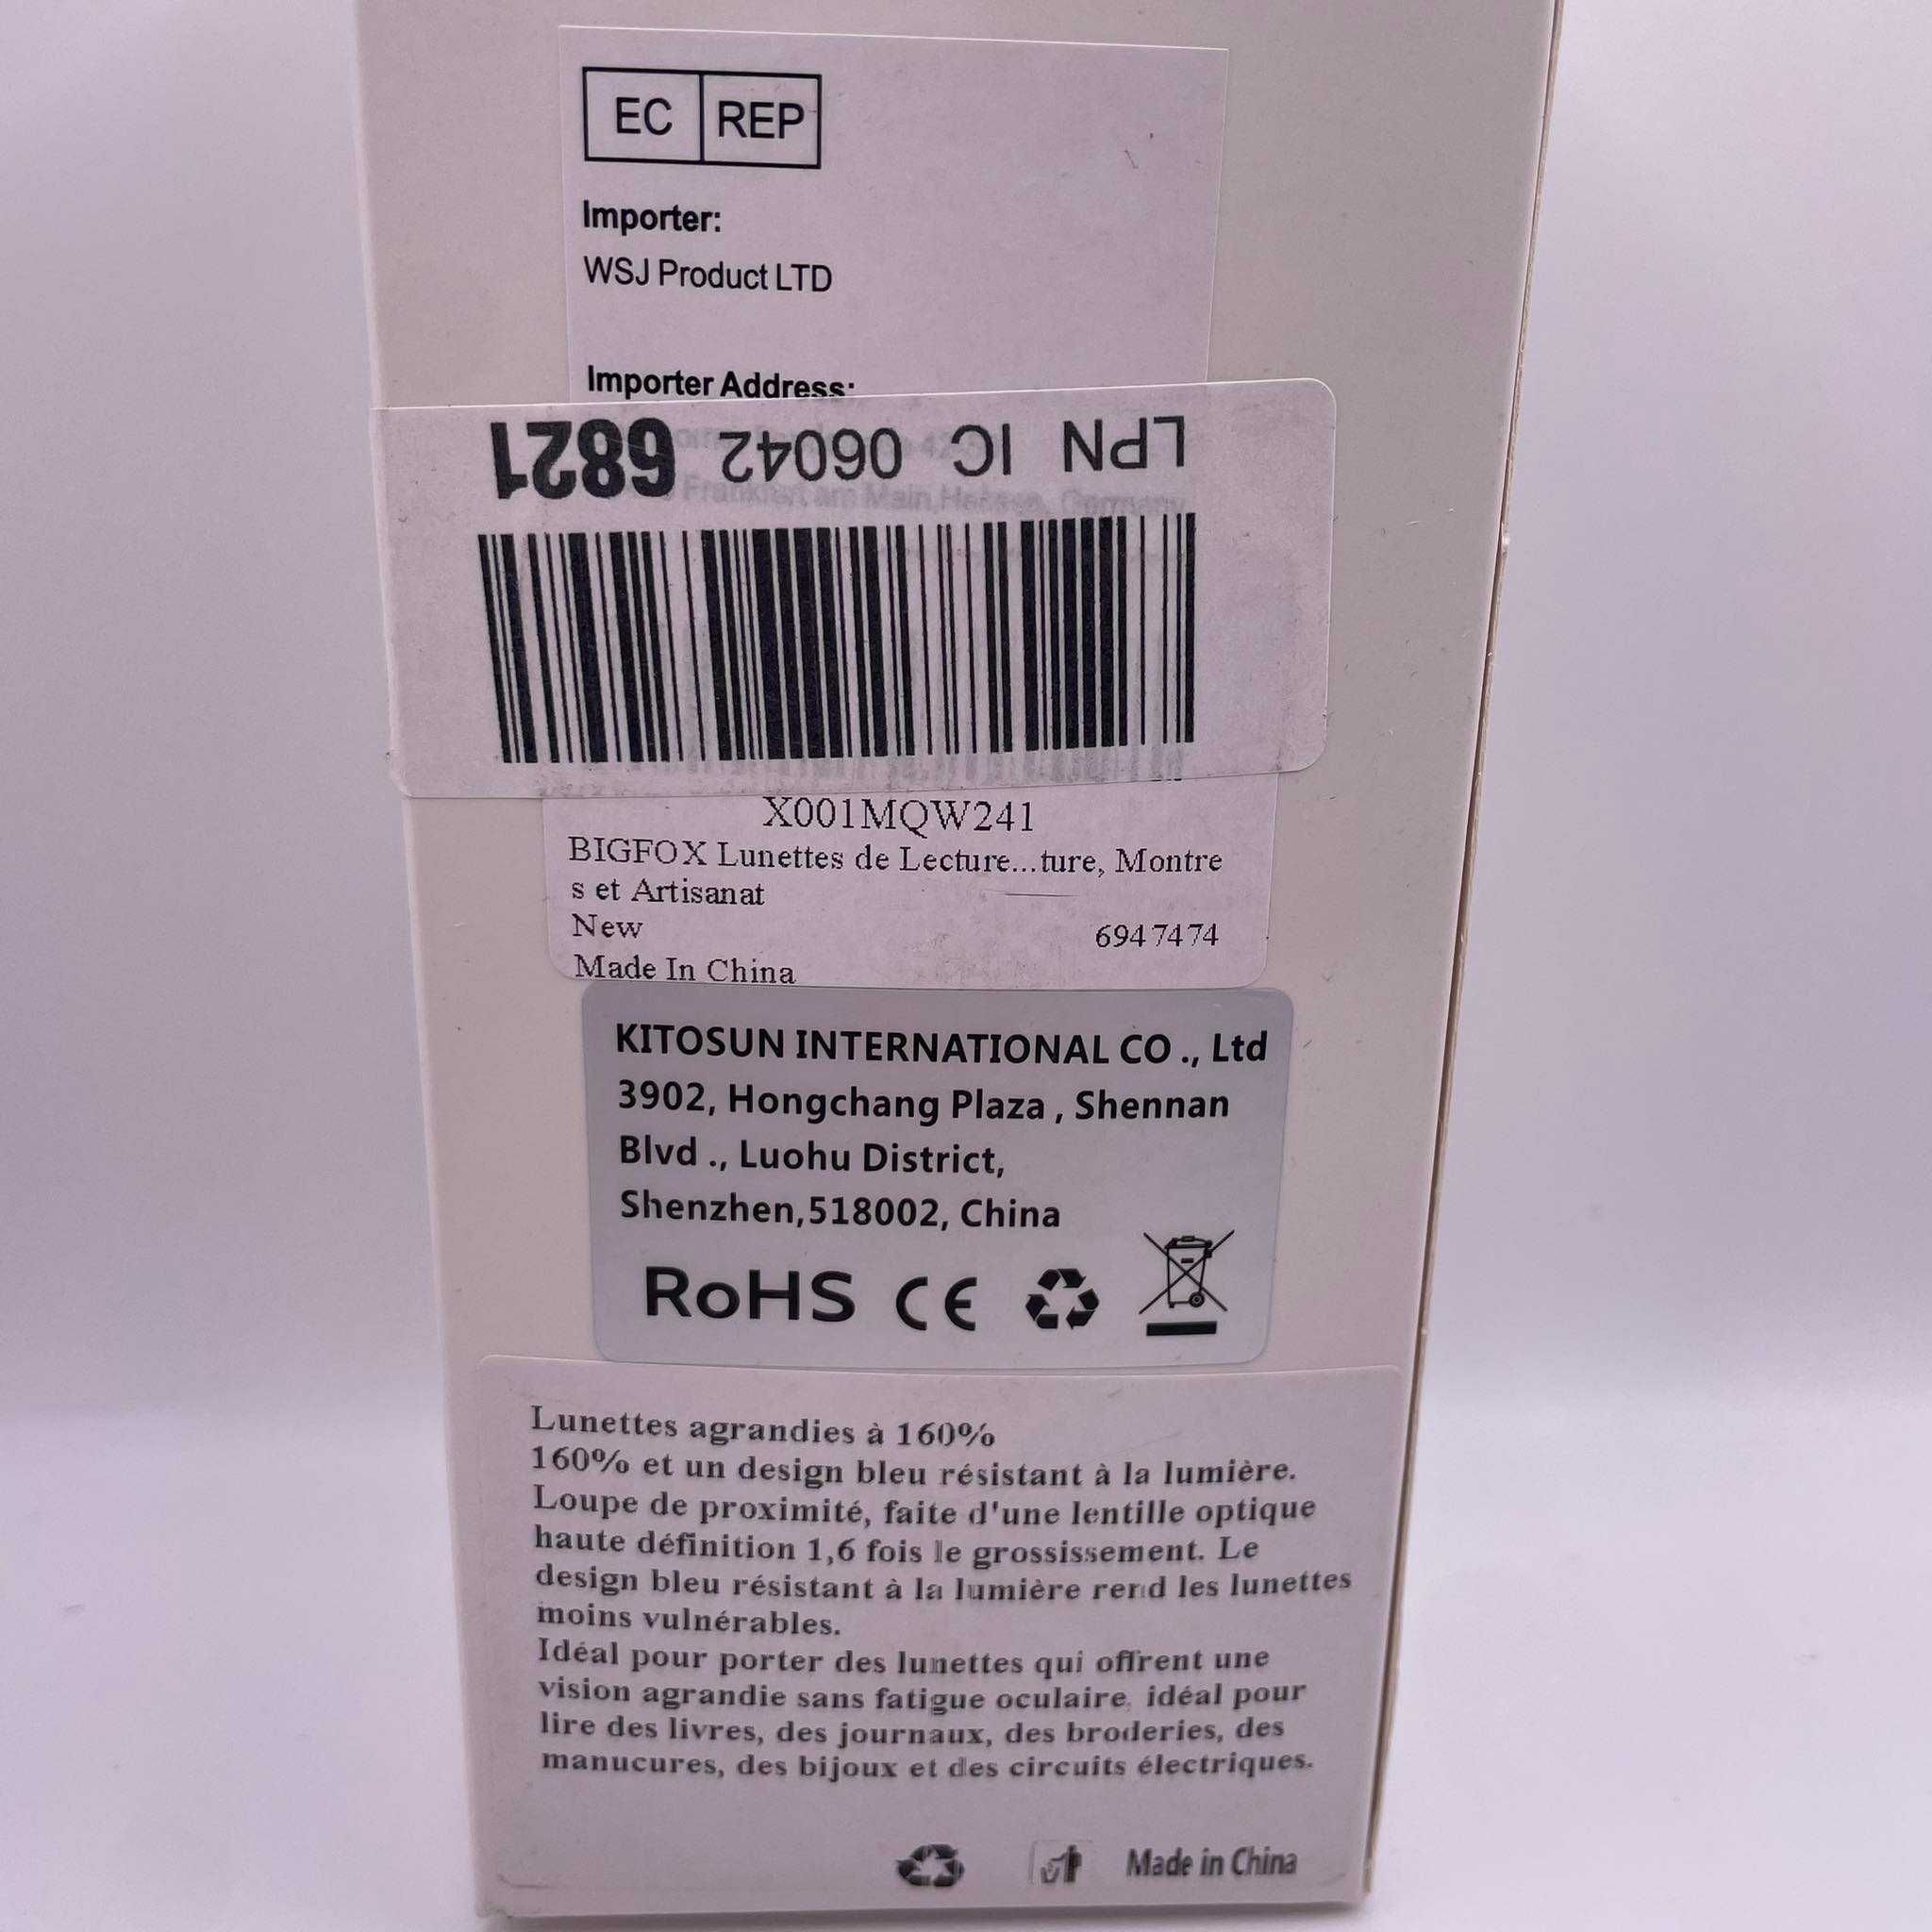 EC REP
Importer:
WSJ Product LTD
Importer Address:
LPN IC 06042 6821
Frankfurt am Main, Germany
X001MQW241
BIGFOX Lunettes de Lecture...ture, Montre
s et Artisanat
New 6947474
Made In China
KITOSUN INTERNATIONAL CO ., Ltd
3902, Hongchang Plaza , Shennan
Blvd ., Luohu District,
Shenzhen,518002, China
RoHS CE
Lunettes agrandies à 160%
160% et un design bleu résistant à la lumière.
Loupe de proximité, faite d'une lentille optique
haute définition 1,6 fois le grossissement. Le
design bleu résistant à la lumière rend les lunettes
moins vulnérables.
Idéal pour porter des lunettes qui offrent une
vision agrandie sans fatigue oculaire, idéal pour
lire des livres, des journaux, des broderies, des
manucures, des bijoux et des circuits électriques.
Made in China